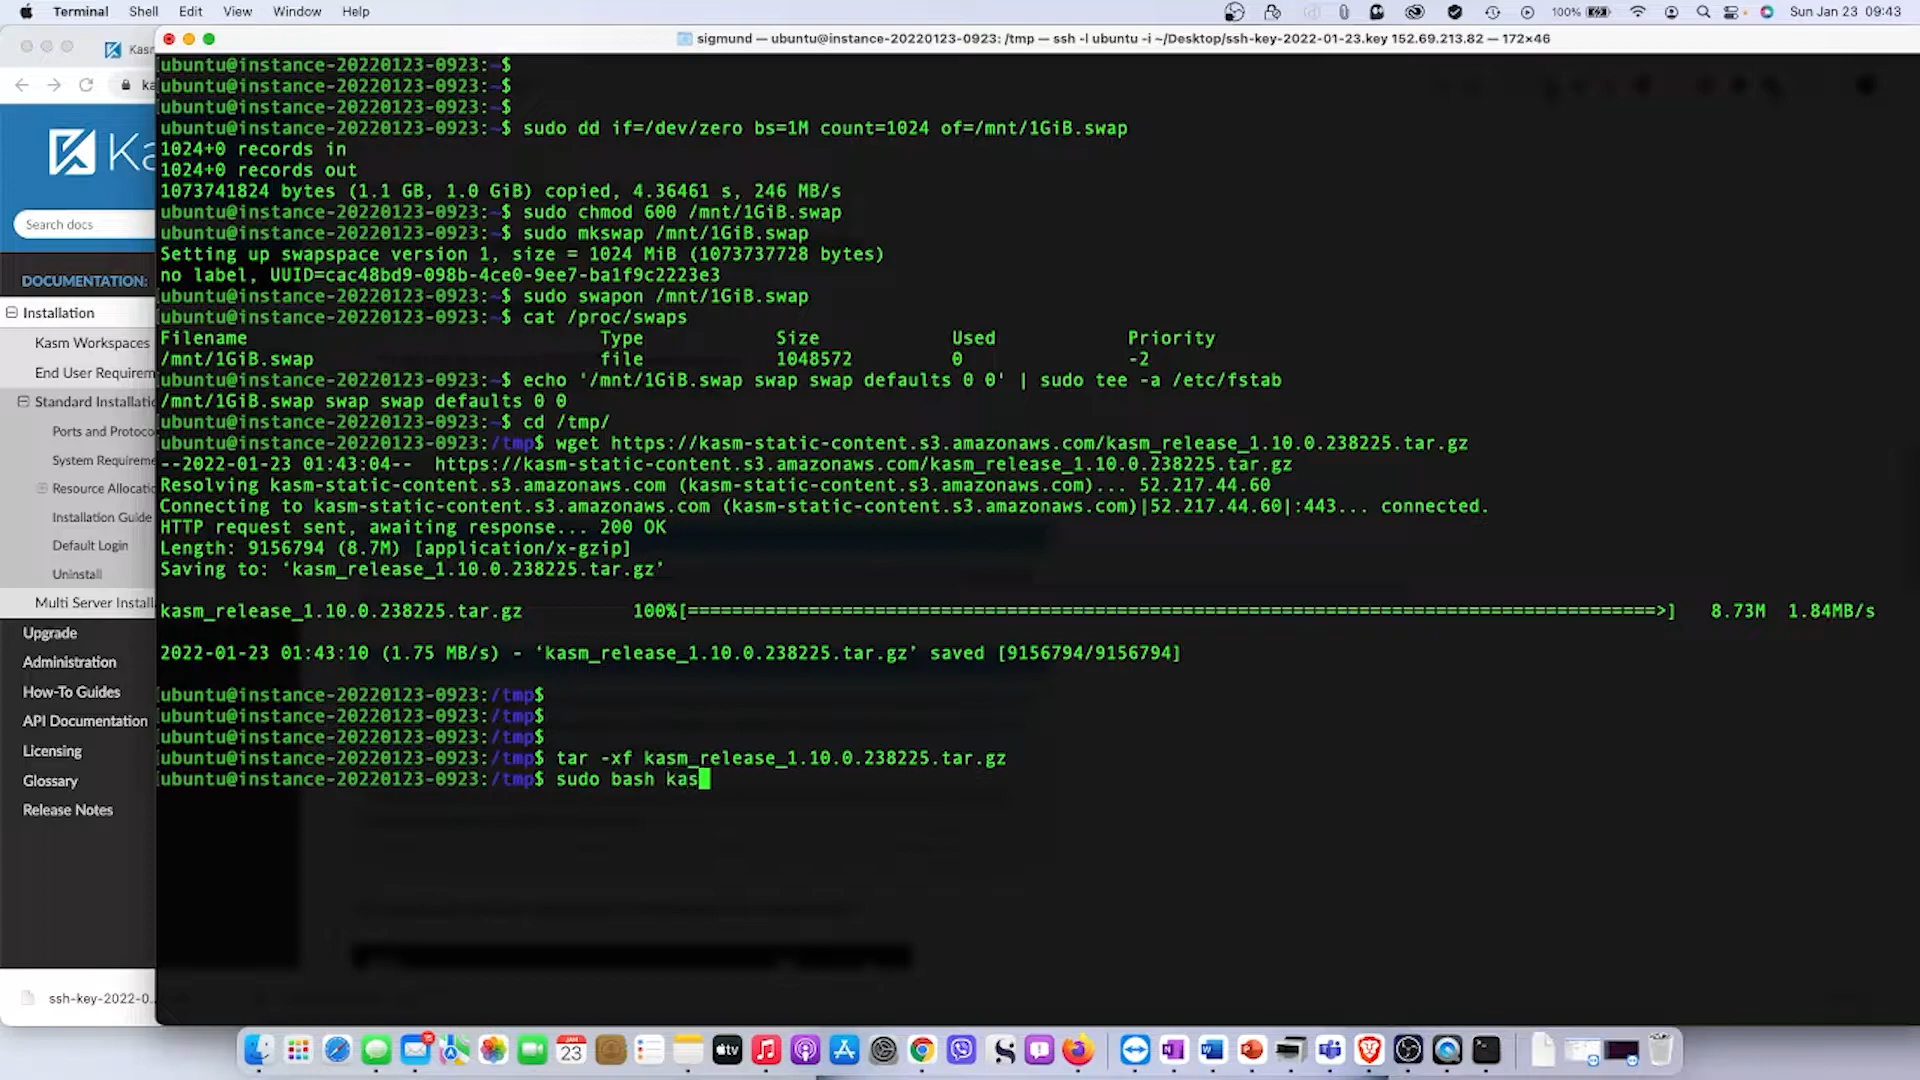 Terminal Shell Edit View Window Help 100% Sun Jan 23 09:43
sigmund — ubuntu@instance-20220123-0923: /tmp — ssh -l ubuntu -i ~/Desktop/ssh-key-2022-01-23.key 152.69.213.82 — 172×46
Kasm
ka
Ka
Search docs
DOCUMENTATION:
Installation
Kasm Workspaces
End User Requirem
Standard Installatio
Ports and Protoco
System Requireme
Resource Allocatio
Installation Guide
Default Login
Uninstall
Multi Server Install
Upgrade
Administration
How-To Guides
API Documentation
Licensing
Glossary
Release Notes
ssh-key-2022-0...
ubuntu@instance-20220123-0923:~$
ubuntu@instance-20220123-0923:~$
ubuntu@instance-20220123-0923:~$
ubuntu@instance-20220123-0923:~$ sudo dd if=/dev/zero bs=1M count=1024 of=/mnt/1GiB.swap
1024+0 records in
1024+0 records out
1073741824 bytes (1.1 GB, 1.0 GiB) copied, 4.36461 s, 246 MB/s
ubuntu@instance-20220123-0923:~$ sudo chmod 600 /mnt/1GiB.swap
ubuntu@instance-20220123-0923:~$ sudo mkswap /mnt/1GiB.swap
Setting up swapspace version 1, size = 1024 MiB (1073737728 bytes)
no label, UUID=cac48bd9-098b-4ce0-9ee7-ba1f9c2223e3
ubuntu@instance-20220123-0923:~$ sudo swapon /mnt/1GiB.swap
ubuntu@instance-20220123-0923:~$ cat /proc/swaps
Filename Type Size Used Priority
/mnt/1GiB.swap file 1048572 0 -2
ubuntu@instance-20220123-0923:~$ echo '/mnt/1GiB.swap swap swap defaults 0 0' | sudo tee -a /etc/fstab
/mnt/1GiB.swap swap swap defaults 0 0
ubuntu@instance-20220123-0923:~$ cd /tmp/
ubuntu@instance-20220123-0923:/tmp$ wget https://kasm-static-content.s3.amazonaws.com/kasm_release_1.10.0.238225.tar.gz
--2022-01-23 01:43:04-- https://kasm-static-content.s3.amazonaws.com/kasm_release_1.10.0.238225.tar.gz
Resolving kasm-static-content.s3.amazonaws.com (kasm-static-content.s3.amazonaws.com)... 52.217.44.60
Connecting to kasm-static-content.s3.amazonaws.com (kasm-static-content.s3.amazonaws.com)|52.217.44.60|:443... connected.
HTTP request sent, awaiting response... 200 OK
Length: 9156794 (8.7M) [application/x-gzip]
Saving to: ‘kasm_release_1.10.0.238225.tar.gz’
kasm_release_1.10.0.238225.tar.gz 100%[========================================================================================>] 8.73M 1.84MB/s
2022-01-23 01:43:10 (1.75 MB/s) - ‘kasm_release_1.10.0.238225.tar.gz’ saved [9156794/9156794]
ubuntu@instance-20220123-0923:/tmp$
ubuntu@instance-20220123-0923:/tmp$
ubuntu@instance-20220123-0923:/tmp$
ubuntu@instance-20220123-0923:/tmp$ tar -xf kasm_release_1.10.0.238225.tar.gz
ubuntu@instance-20220123-0923:/tmp$ sudo bash kas
JAN
23
tv